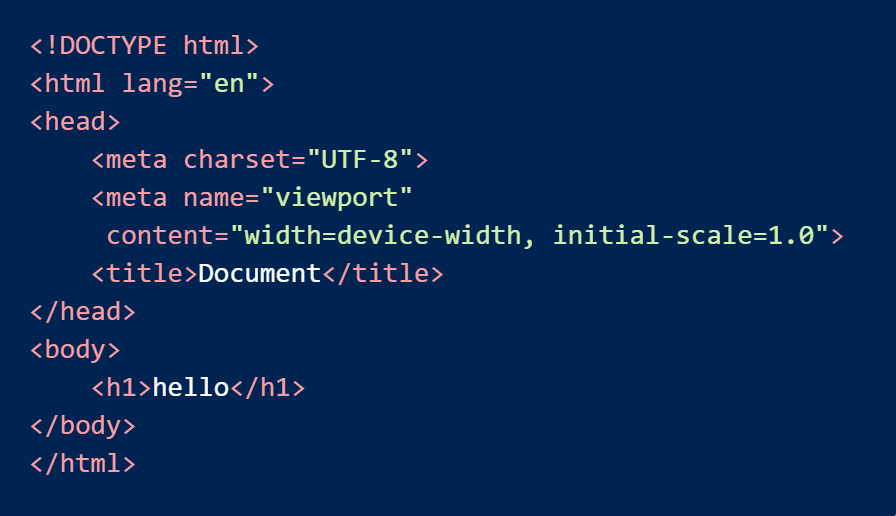 <!DOCTYPE html>
<html lang="en">
<head>
    <meta charset="UTF-8">
    <meta name="viewport"
     content="width=device-width, initial-scale=1.0">
    <title>Document</title>
</head>
<body>
    <h1>hello</h1>
</body>
</html>